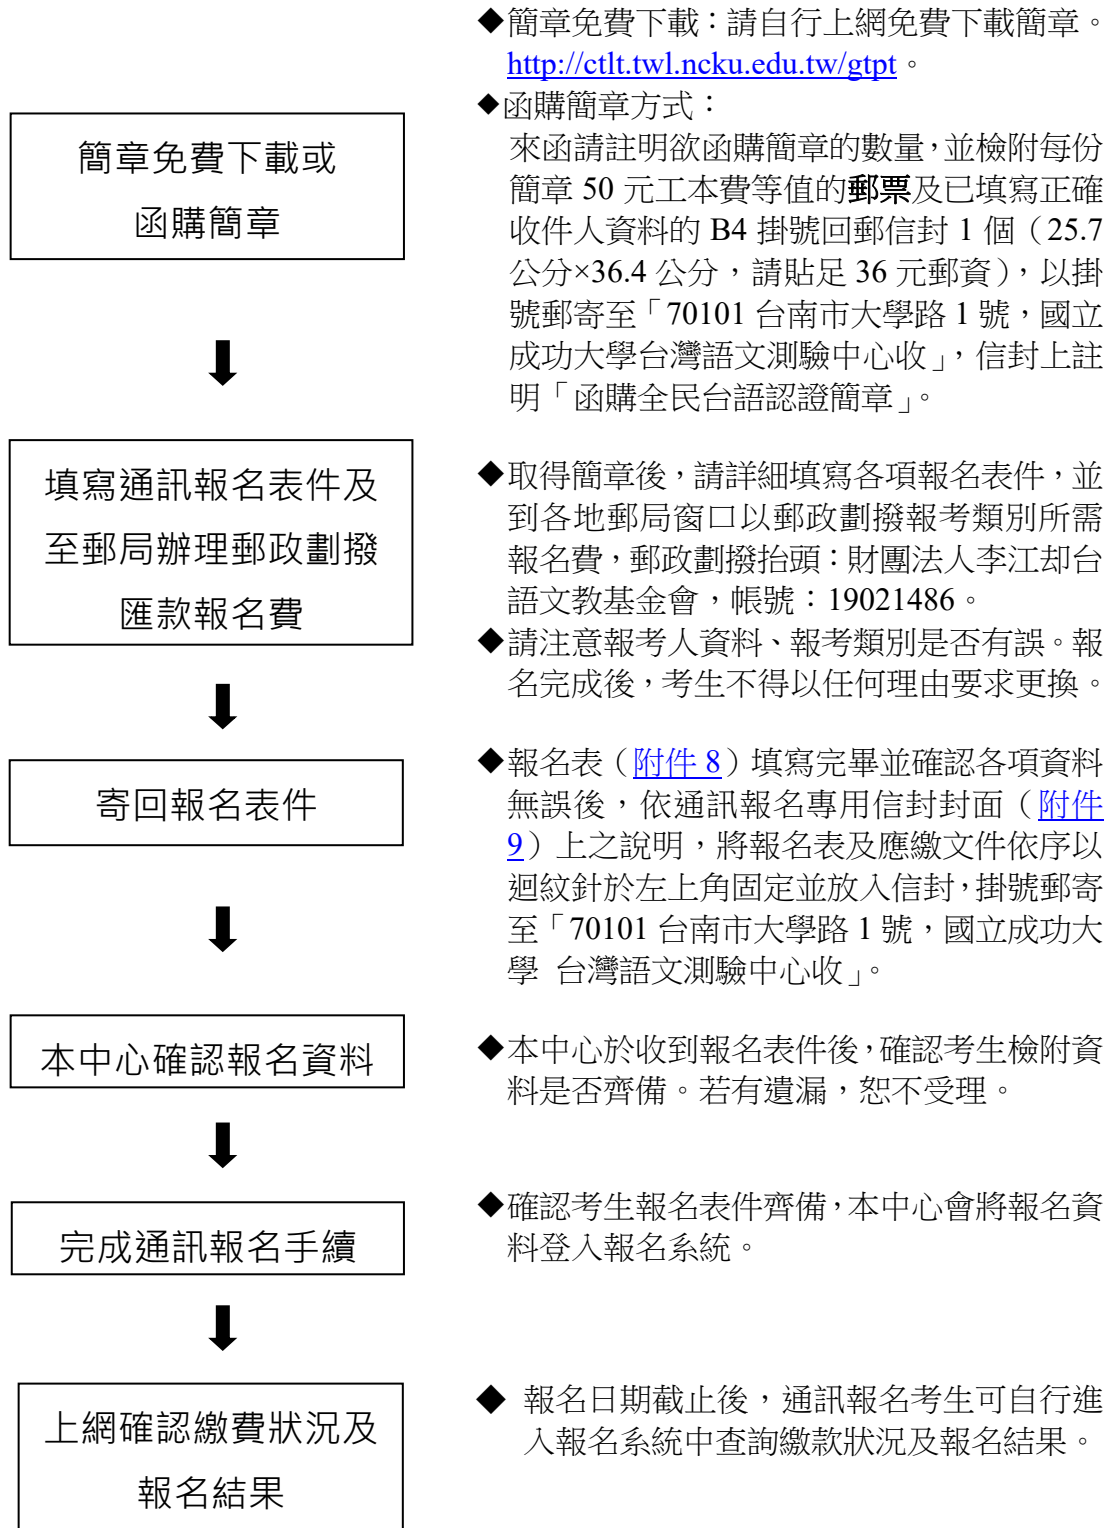 ◆簡章免費下載：請自行上網免費下載簡章。
http://ctlt.twl.ncku.edu.tw/gtpt。
◆函購簡章方式：
簡章免費下載或
函購簡章
來函請註明欲函購簡章的數量，並檢附每份
簡章 50 元工本費等值的郵票及已填寫正確
收件人資料的 B4 掛號回郵信封 1 個（25.7
公分×36.4 公分，請貼足 36 元郵資），以掛
號郵寄至「70101 台南市大學路 1 號，國立
成功大學台灣語文測驗中心收」，信封上註
明「函購全民台語認證簡章」。
填寫通訊報名表件及
至郵局辦理郵政劃撥
匯款報名費
◆取得簡章後，請詳細填寫各項報名表件，並
到各地郵局窗口以郵政劃撥報考類別所需
報名費，郵政劃撥抬頭：財團法人李江却台
語文教基金會，帳號：19021486。
◆請注意報考人資料、報考類別是否有誤。報
名完成後，考生不得以任何理由要求更換。
寄回報名表件
◆報名表（附件 8）填寫完畢並確認各項資料
無誤後，依通訊報名專用信封封面（附件
9）上之說明，將報名表及應繳文件依序以
迴紋針於左上角固定並放入信封，掛號郵寄
至「70101 台南市大學路 1 號，國立成功大
學 台灣語文測驗中心收」。
本中心確認報名資料
◆本中心於收到報名表件後，確認考生檢附資
料是否齊備。若有遺漏，恕不受理。
完成通訊報名手續
◆確認考生報名表件齊備，本中心會將報名資
料登入報名系統。
上網確認繳費狀況及
報名結果
◆ 報名日期截止後，通訊報名考生可自行進
入報名系統中查詢繳款狀況及報名結果。